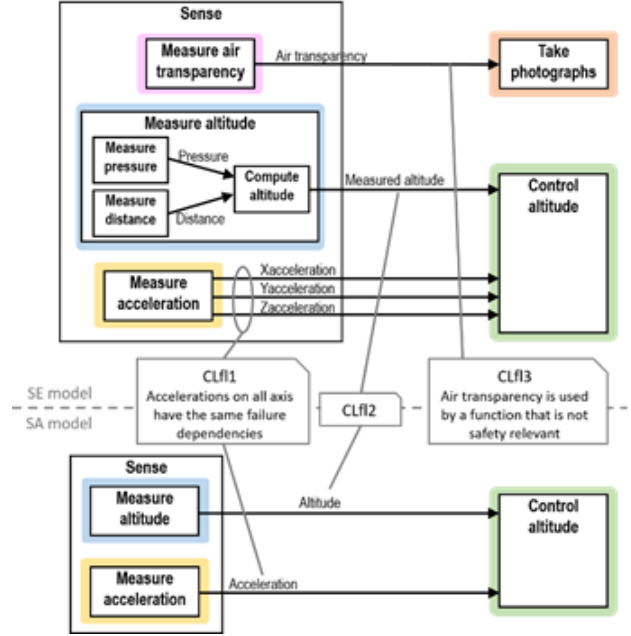 Sense
Measure air
transparency
Air transparency
Take
photographs
Measure altitude
Measure
pressure
Pressure
Compute
altitude
Measure
distance
Distance
Measured altitude
Control
altitude
Measure
acceleration
Xacceleration
Yacceleration
Zacceleration
CLfl1
Accelerations on all axis
have the same failure
dependencies
CLfl2
CLfl3
Air transparency is used
by a function that is not
safety relevant
SE model
SA model
Sense
Measure
altitude
Altitude
Control
altitude
Measure
acceleration
Acceleration